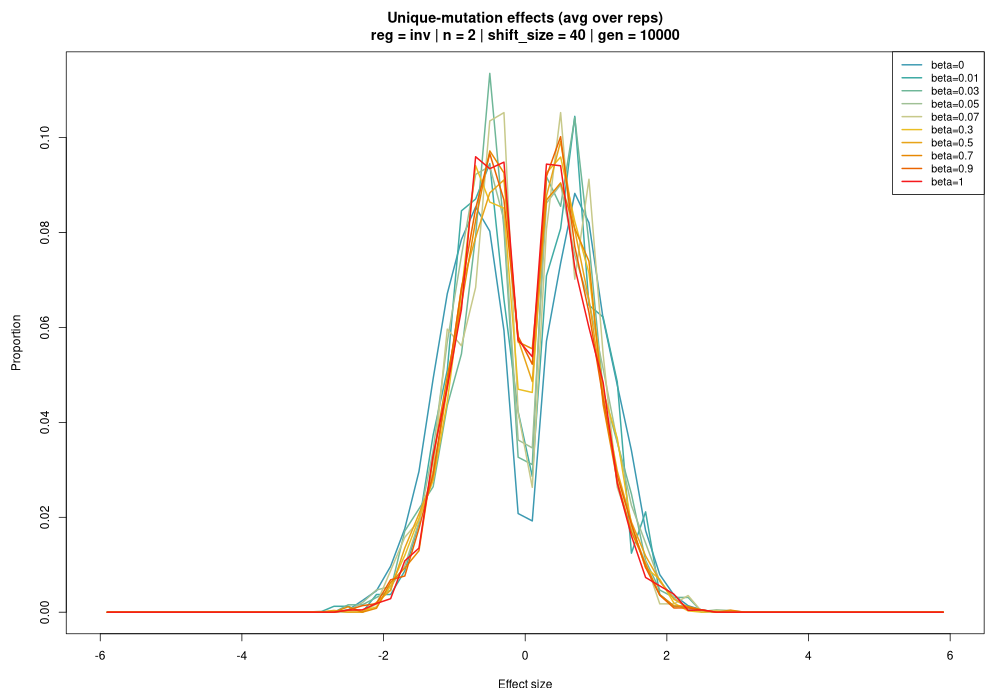 Unique-mutation effects (avg over reps)
reg = inv | n = 2 | shift_size = 40 | gen = 10000
beta=0
beta=0.01
beta=0.03
beta=0.05
beta=0.07
beta=0.3
beta=0.5
beta=0.7
beta=0.9
beta=1
Proportion
0.10
0.08
0.06
0.04
0.02
0.00
-6 -4 -2 0 2 4 6
Effect size